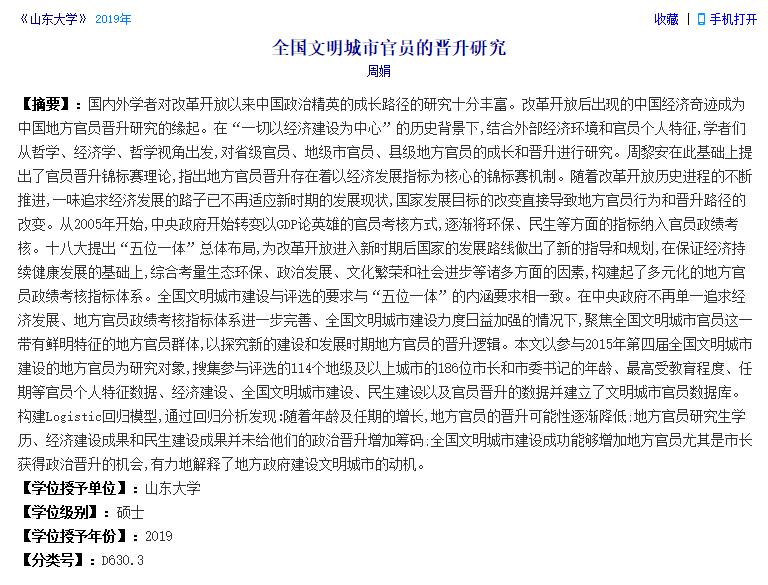 《山东大学》 2019年 收藏 | 手机打开
全国文明城市官员的晋升研究
周娟
【摘要】:国内外学者对改革开放以来中国政治精英的成长路径的研究十分丰富。改革开放后出现的中国经济奇迹成为
中国地方官员晋升研究的缘起。在“一切以经济建设为中心”的历史背景下,结合外部经济环境和官员个人特征,学者们
从哲学、经济学、哲学视角出发,对省级官员、地级市官员、县级地方官员的成长和晋升进行研究。周黎安在此基础上提
出了官员晋升锦标赛理论,指出地方官员晋升存在着以经济发展指标为核心的锦标赛机制。随着改革开放历史进程的不断
推进,一味追求经济发展的路子已不再适应新时期的发展现状,国家发展目标的改变直接导致地方官员行为和晋升路径的
改变。从2005年开始,中央政府开始转变以GDP论英雄的官员考核方式,逐渐将环保、民生等方面的指标纳入官员政绩考
核。十八大提出“五位一体”总体布局,为改革开放进入新时期后国家的发展路线做出了新的指导和规划,在保证经济持
续健康发展的基础上,综合考量生态环保、政治发展、文化繁荣和社会进步等诸多方面的因素,构建起了多元化的地方官
员政绩考核指标体系。全国文明城市建设与评选的要求与“五位一体”的内涵要求相一致。在中央政府不再单一追求经
济发展、地方官员政绩考核指标体系进一步完善、全国文明城市建设力度日益加强的情况下,聚焦全国文明城市官员这一
带有鲜明特征的地方官员群体,以探究新的建设和发展时期地方官员的晋升逻辑。本文以参与2015年第四届全国文明城市
建设的地方官员为研究对象,搜集参与评选的114个地级及以上城市的186位市长和市委书记的年龄、最高受教育程度、任
期等官员个人特征数据、经济建设、全国文明城市建设、民生建设以及官员晋升的数据并建立了文明城市官员数据库。
构建Logistic回归模型,通过回归分析发现:随着年龄及任期的增长,地方官员的晋升可能性逐渐降低;地方官员研究生学
历、经济建设成果和民生建设成果并未给他们的政治晋升增加筹码;全国文明城市建设成功能够增加地方官员尤其是市长
获得政治晋升的机会,有力地解释了地方政府建设文明城市的动机。
【学位授予单位】:山东大学
【学位级别】:硕士
【学位授予年份】:2019
【分类号】:D630.3